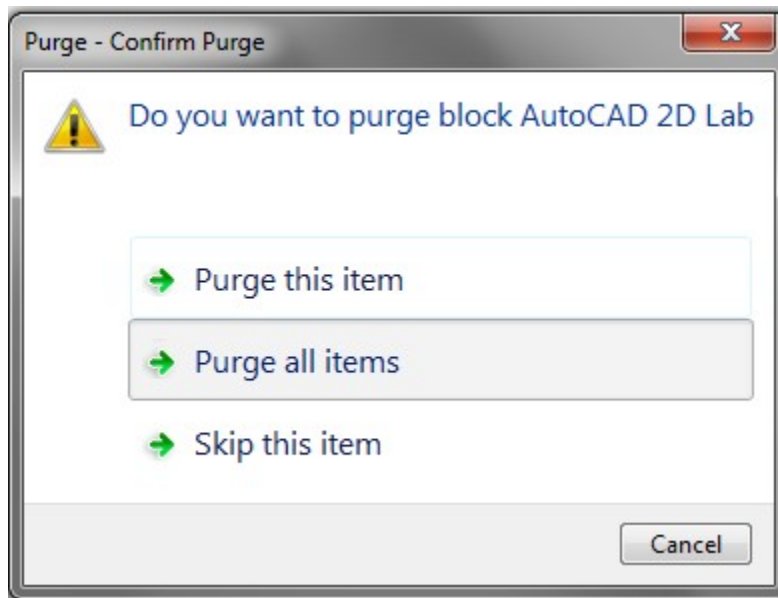 Purge - Confirm Purge
Do you want to purge block AutoCAD 2D Lab
Purge this item
Purge all items
Skip this item
Cancel